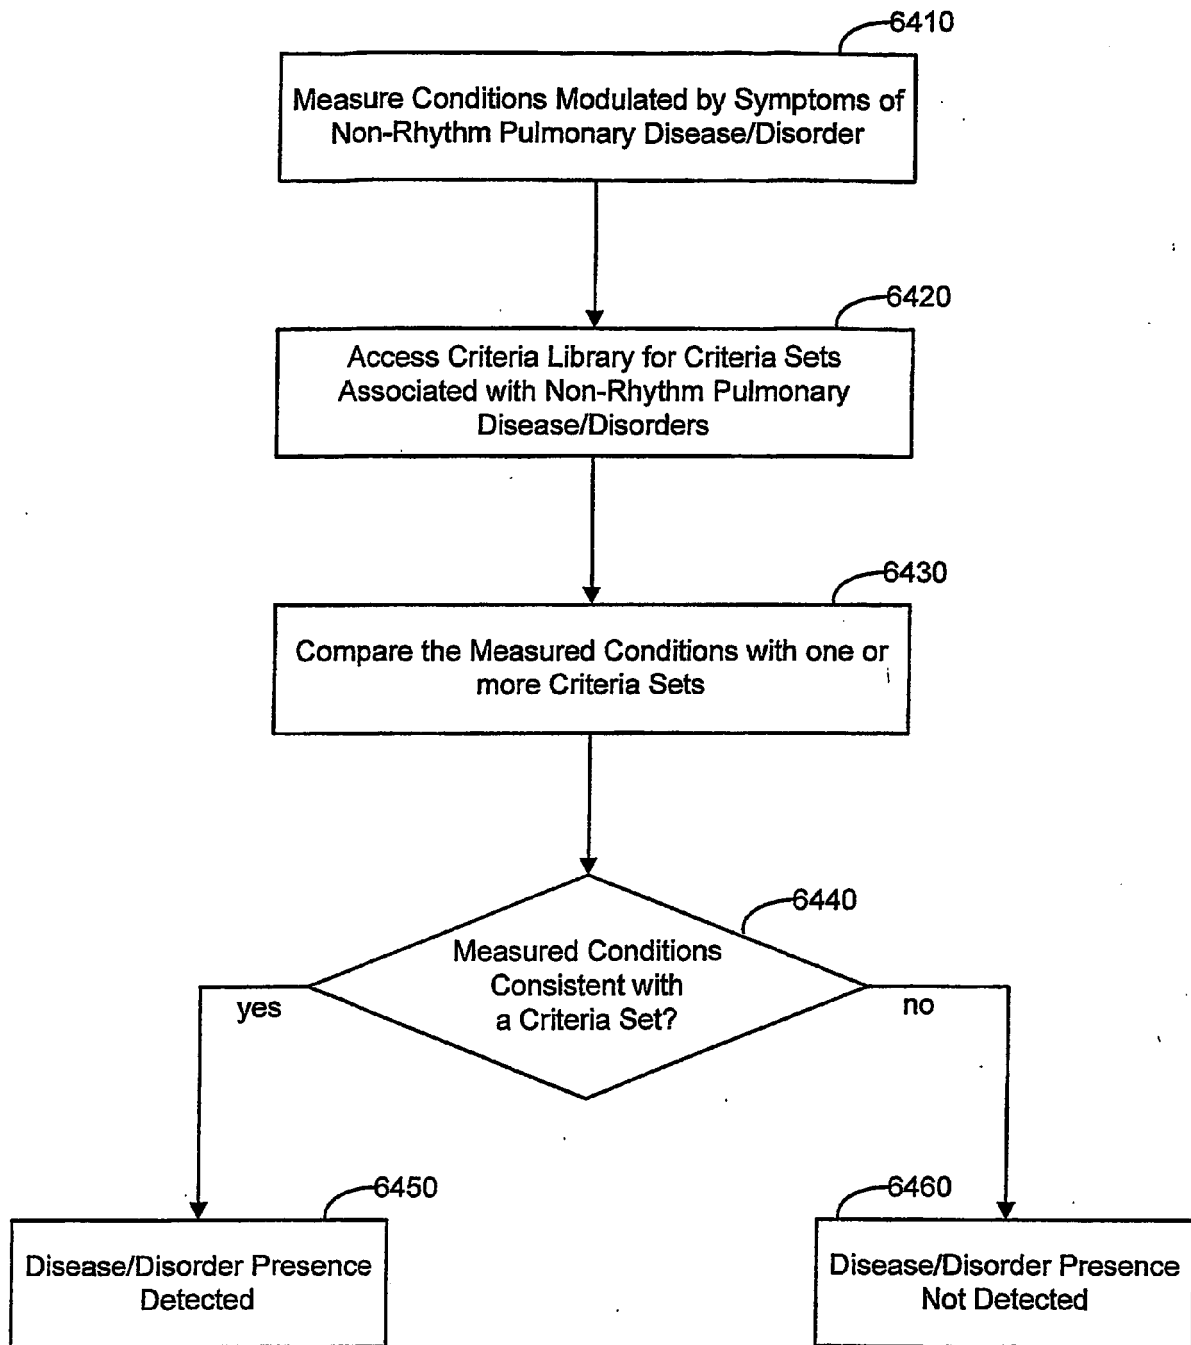 6410
Measure Conditions Modulated by Symptoms of
Non-Rhythm Pulmonary Disease/Disorder
6420
Access Criteria Library for Criteria Sets
Associated with Non-Rhythm Pulmonary
Disease/Disorders
6430
Compare the Measured Conditions with one or
more Criteria Sets
6440
Measured Conditions
Consistent with
a Criteria Set?
yes
no
6450
Disease/Disorder Presence
Detected
6460
Disease/Disorder Presence
Not Detected